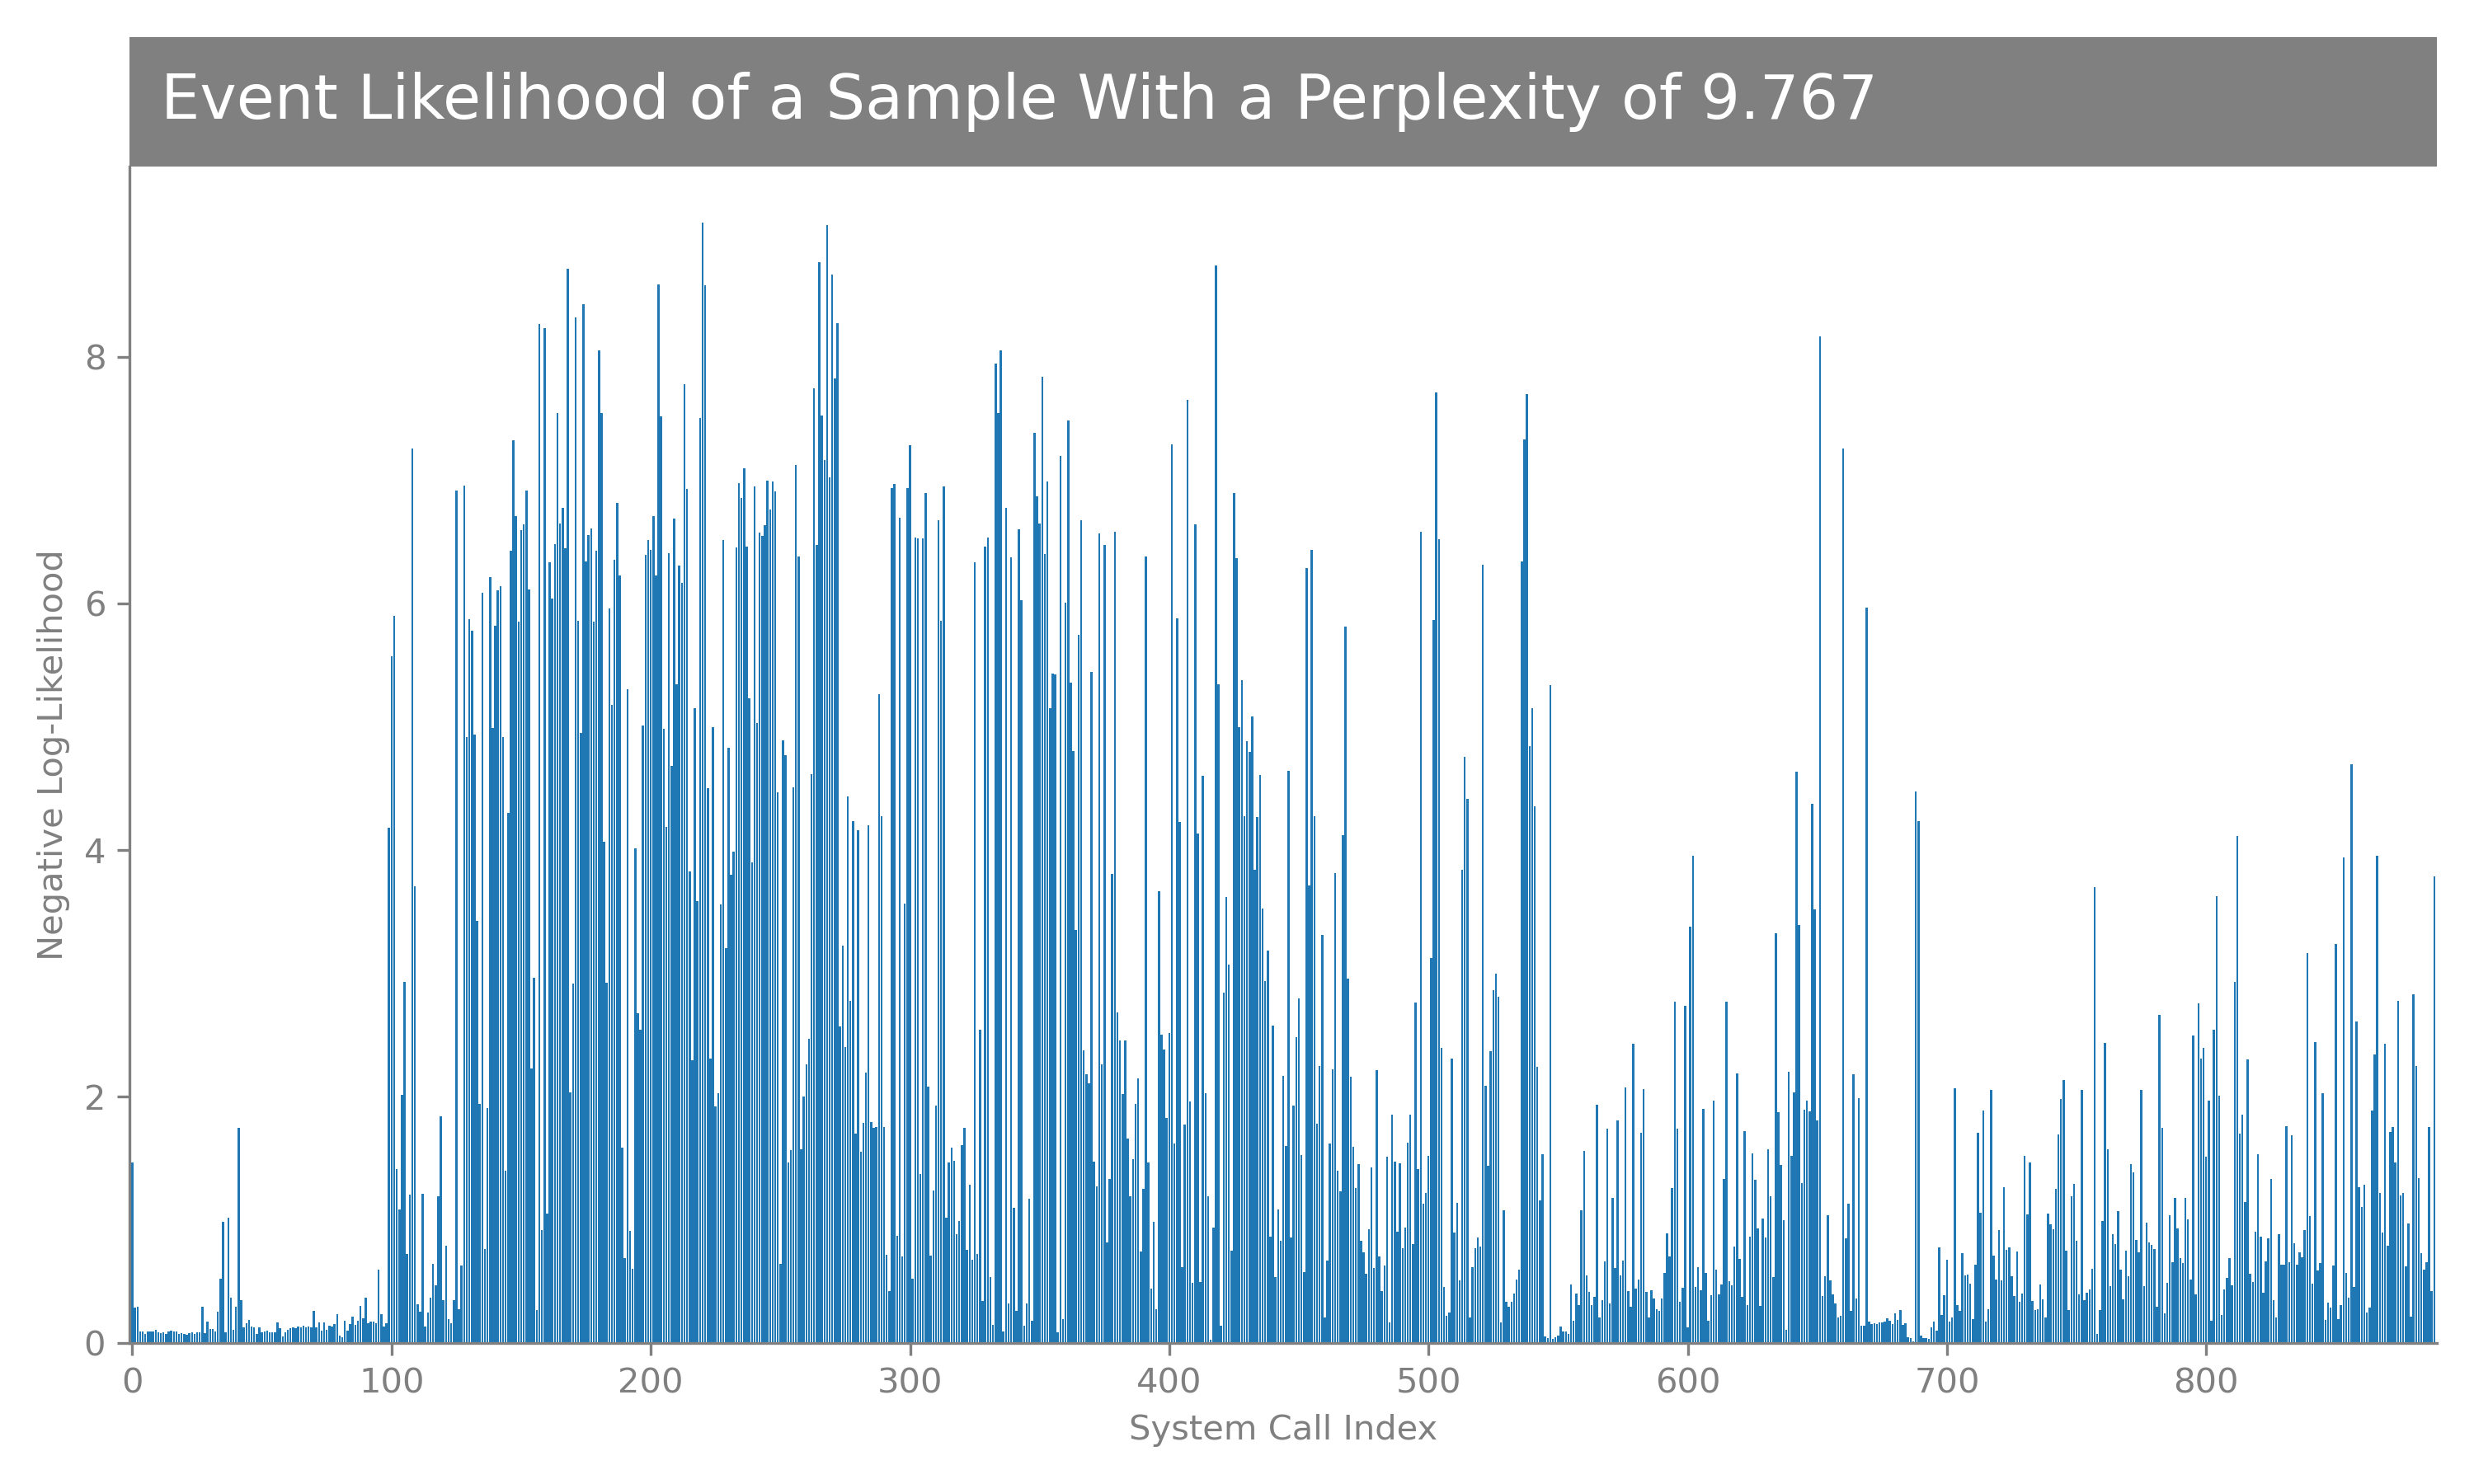 Event Likelihood of a Sample With a Perplexity of 9.767
Negative Log-Likelihood
8
6
4
2
0
0 100 200 300 400 500 600 700 800
System Call Index